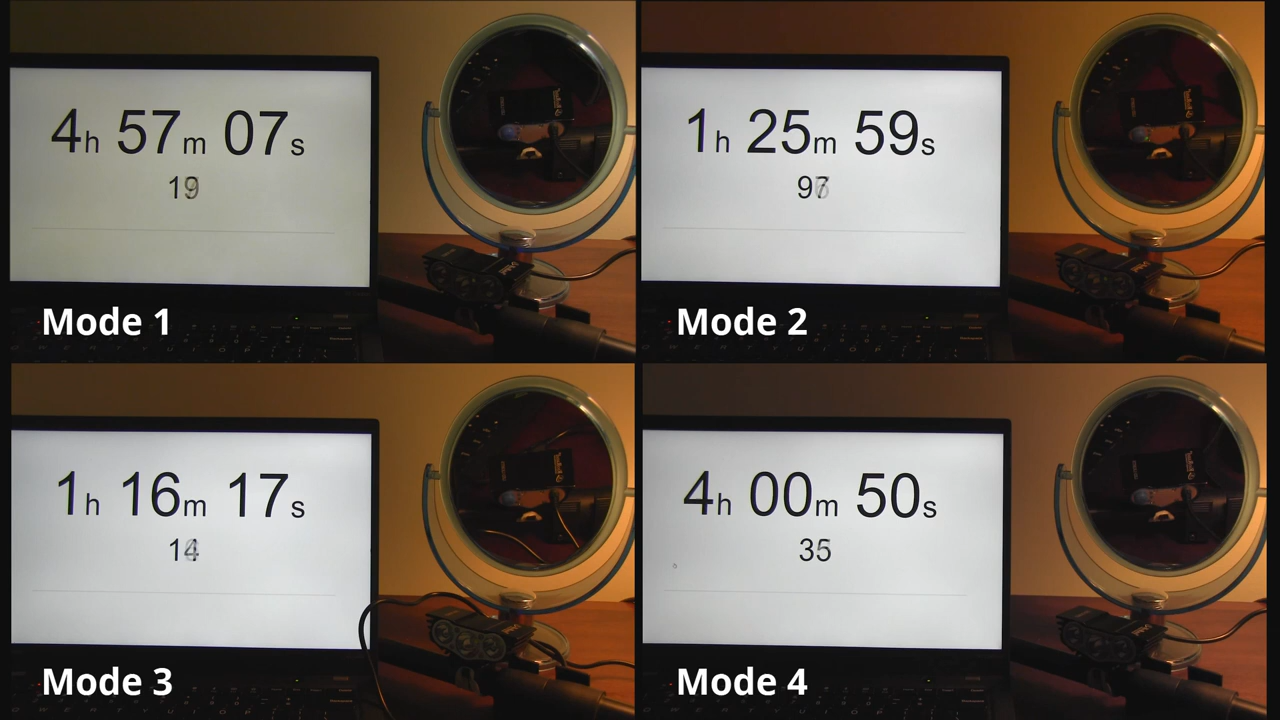 4h 57m 07s
19
Mode 1
1h 25m 59s
97
Mode 2
1h 16m 17s
14
Mode 3
4h 00m 50s
35
Mode 4